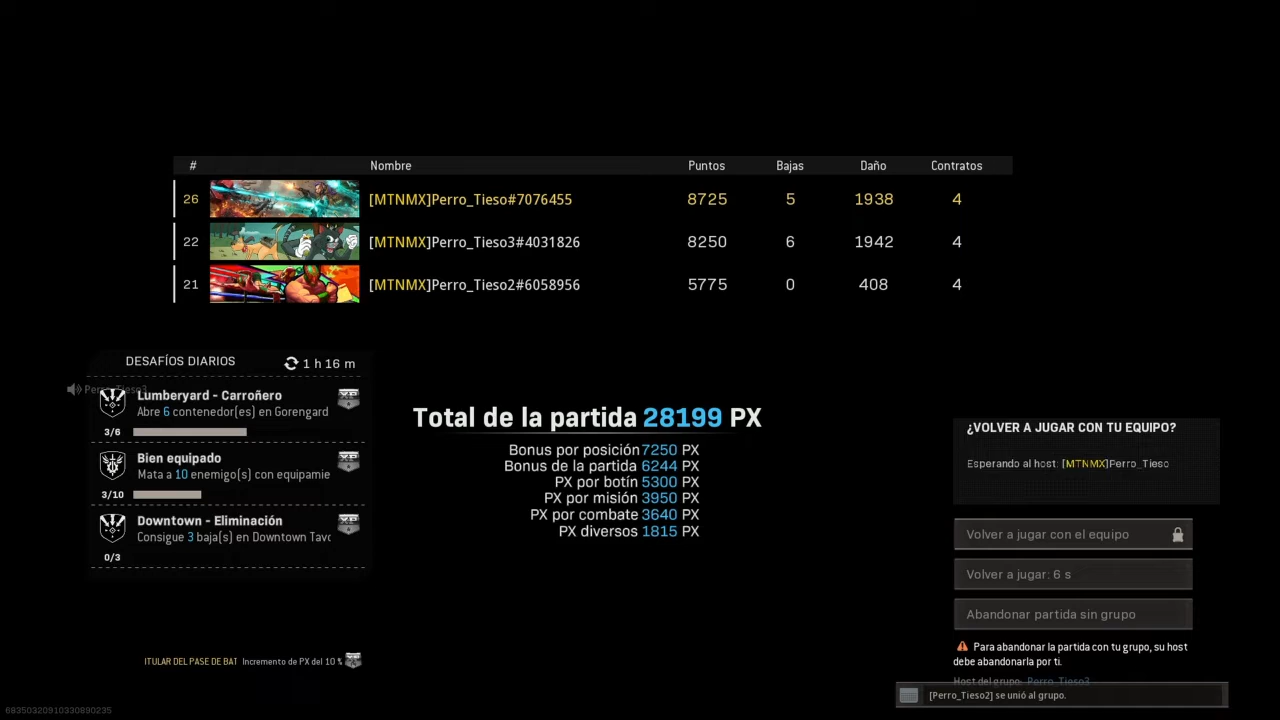 # Nombre Puntos Bajas Daño Contratos
26 [MTNMX]Perro_Tieso#7076455 8725 5 1938 4
22 [MTNMX]Perro_Tieso3#4031826 8250 6 1942 4
21 [MTNMX]Perro_Tieso2#6058956 5775 0 408 4
DESAFÍOS DIARIOS 1 h 16 m
Perro_Tieso3
Lumberyard - Carroñero
Abre 6 contenedor(es) en Gorengard
3/6
Bien equipado
Mata a 10 enemigo(s) con equipamie
3/10
Downtown - Eliminación
Consigue 3 baja(s) en Downtown Tavo
0/3
ITULAR DEL PASE DE BAT Incremento de PX del 10 %
Total de la partida 28199 PX
Bonus por posición 7250 PX
Bonus de la partida 6244 PX
PX por botín 5300 PX
PX por misión 3950 PX
PX por combate 3640 PX
PX diversos 1815 PX
¿VOLVER A JUGAR CON TU EQUIPO?
Esperando al host: [MTNMX]Perro_Tieso
Volver a jugar con el equipo
Volver a jugar: 6 s
Abandonar partida sin grupo
Para abandonar la partida con tu grupo, su host
debe abandonarla por ti.
Host del grupo: Perro_Tieso3
[Perro_Tieso2] se unió al grupo.
68350320910330890235